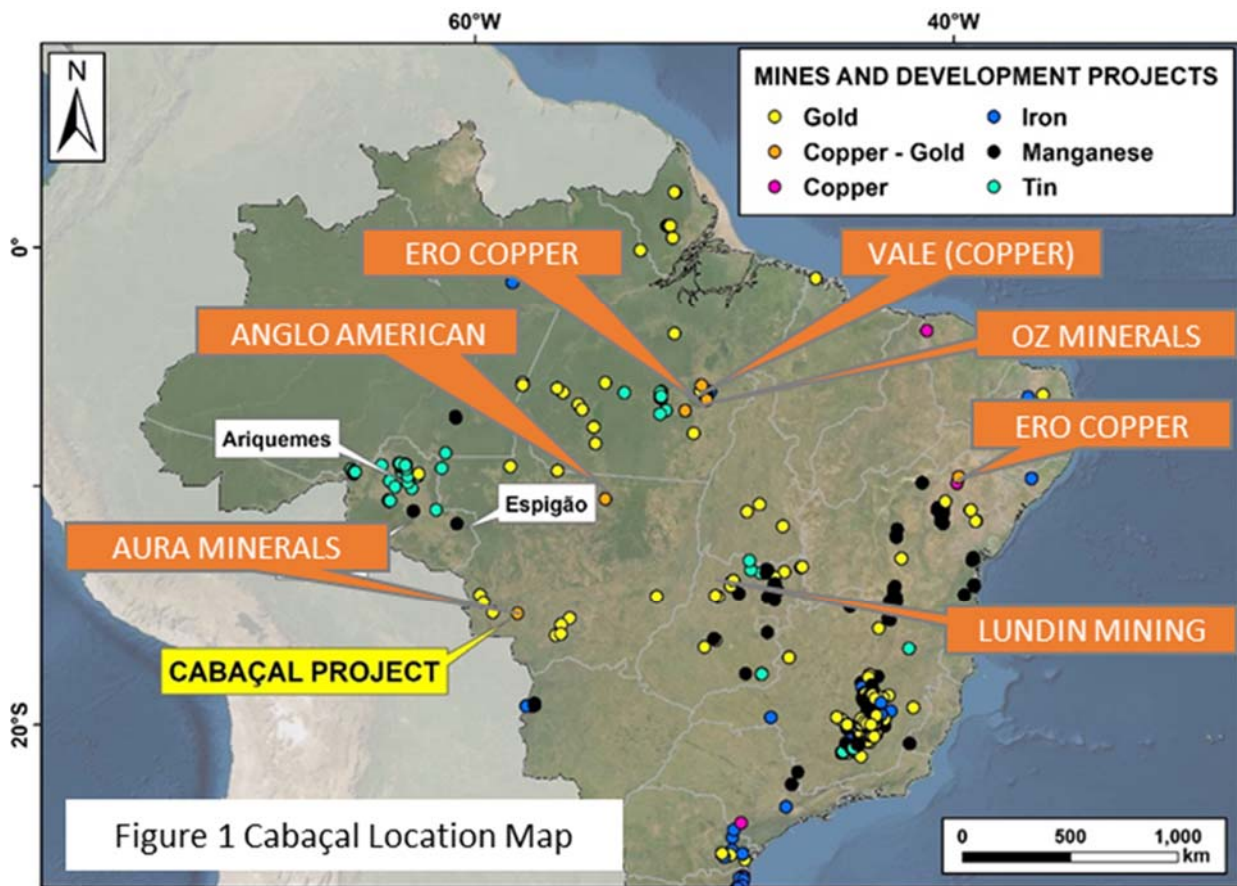 60°W
40°W
N
MINES AND DEVELOPMENT PROJECTS
Gold
Iron
Copper - Gold
Manganese
Copper
Tin
0°
ERO COPPER
VALE (COPPER)
ANGLO AMERICAN
OZ MINERALS
Ariquemes
ERO COPPER
Espigão
AURA MINERALS
LUNDIN MINING
CABAÇAL PROJECT
20°S
Figure 1 Cabaçal Location Map
0 500 1,000
km